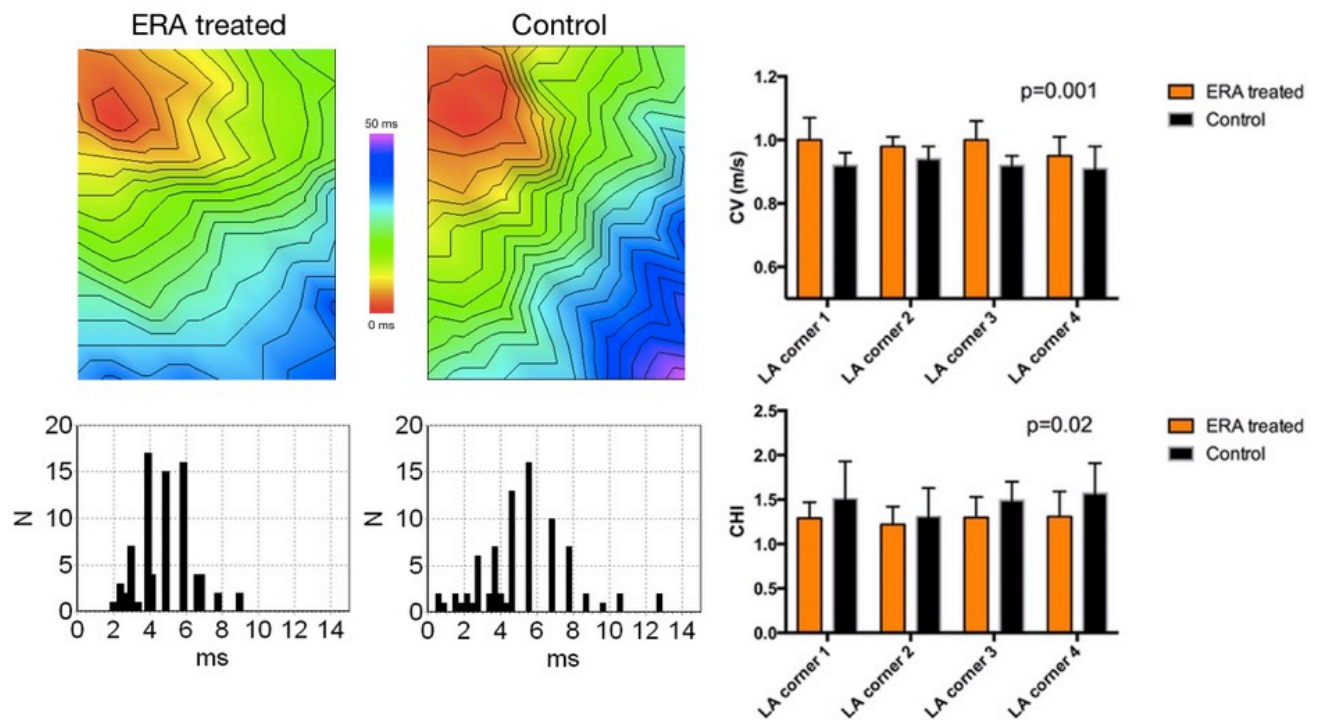 ERA treated
Control
50 ms
0 ms
1.2
1.0
0.8
0.6
CV (m/s)
p=0.001
ERA treated
Control
LA corner 1
LA corner 2
LA corner 3
LA corner 4
20
15
10
5
0
N
0 2 4 6 8 10 12 14
ms
20
15
10
5
0
N
0 2 4 6 8 10 12 14
ms
2.5
2.0
1.5
1.0
0.5
0.0
CHI
p=0.02
ERA treated
Control
LA corner 1
LA corner 2
LA corner 3
LA corner 4